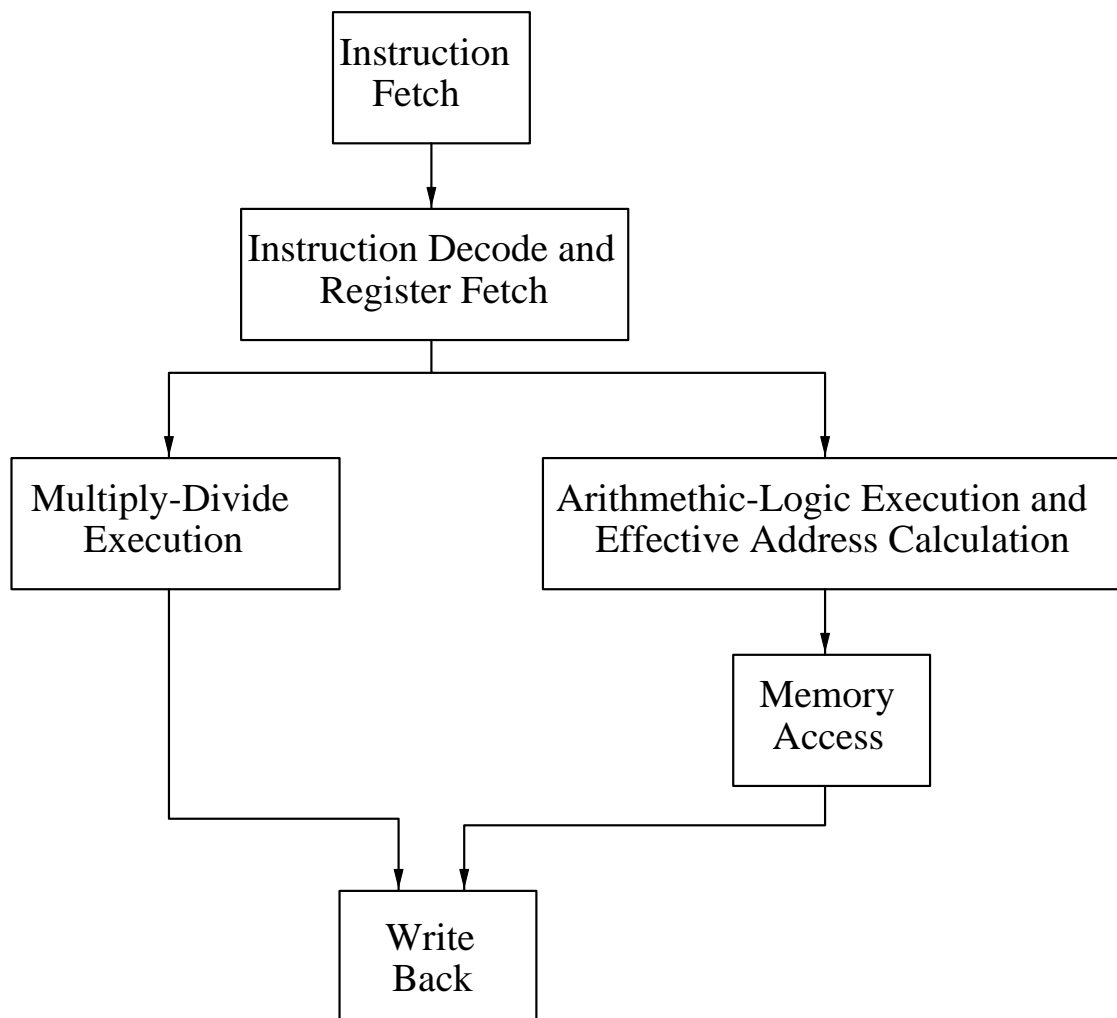 Instruction
Fetch
Instruction Decode and
Register Fetch
Multiply-Divide
Execution
Arithmethic-Logic Execution and
Effective Address Calculation
Memory
Access
Write
Back